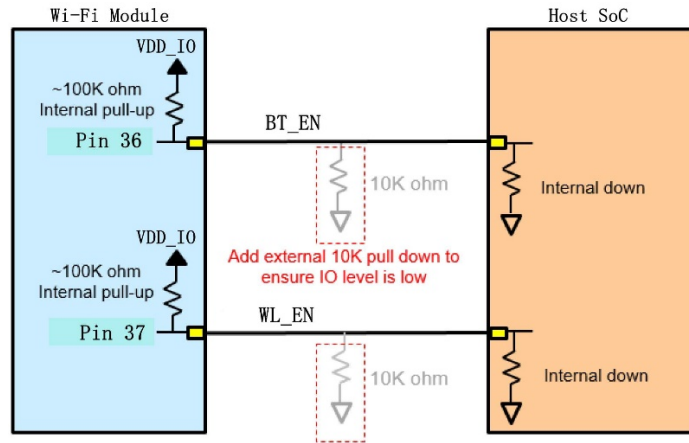 Wi-Fi Module
Host SoC
VDD_IO
~100K ohm
Internal pull-up
Pin 36
BT_EN
10K ohm
Internal down
Add external 10K pull down to
ensure IO level is low
VDD_IO
~100K ohm
Internal pull-up
Pin 37
WL_EN
10K ohm
Internal down